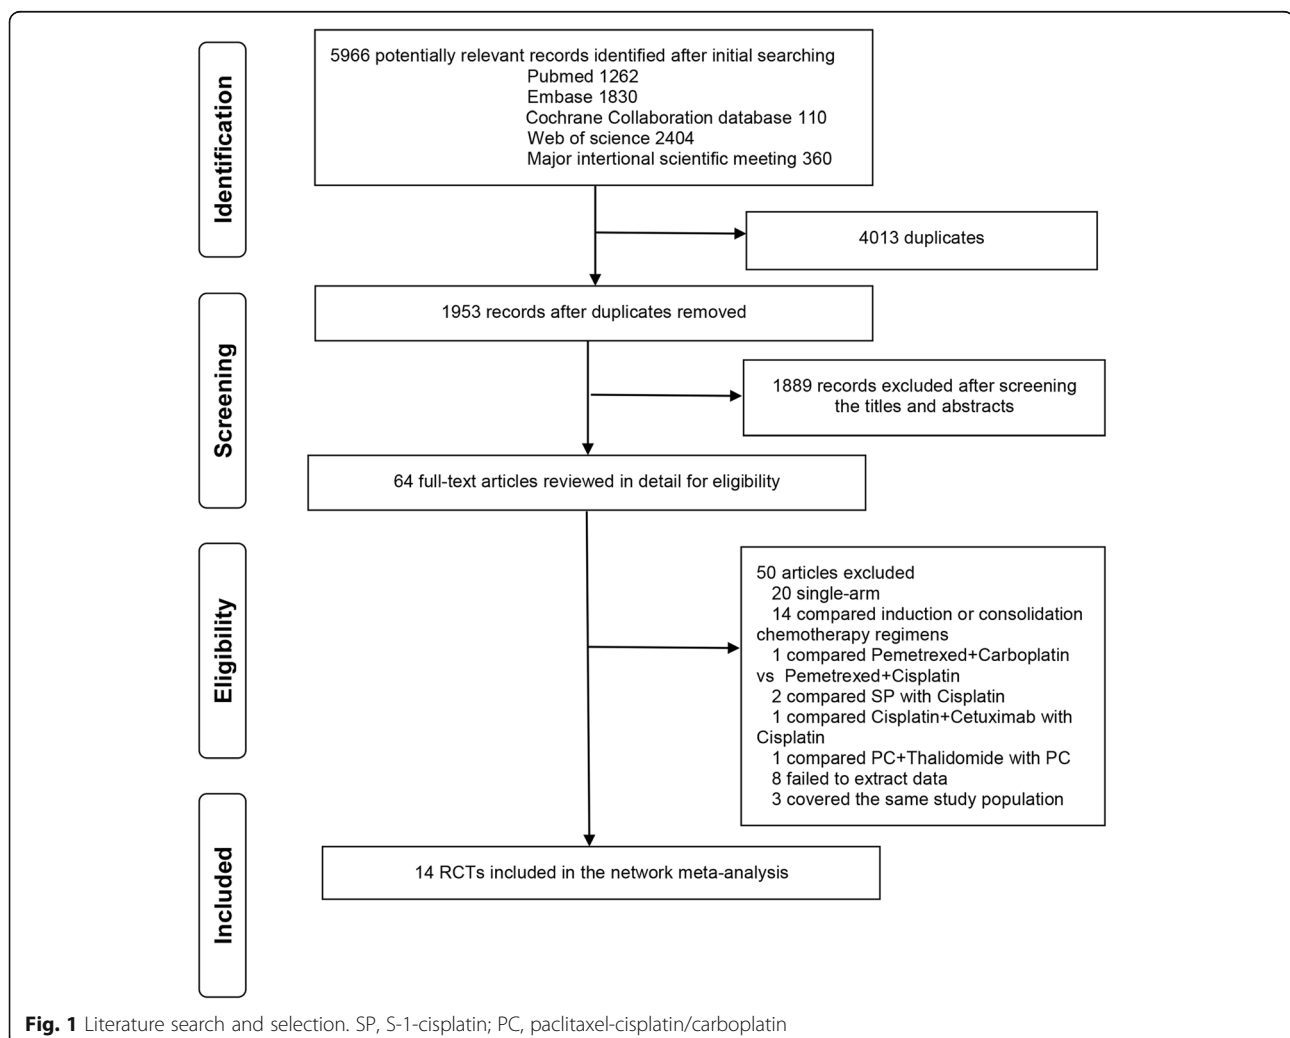 Identification
5966 potentially relevant records identified after initial searching
Pubmed 1262
Embase 1830
Cochrane Collaboration database 110
Web of science 2404
Major intertional scientific meeting 360
4013 duplicates
Screening
1953 records after duplicates removed
1889 records excluded after screening
the titles and abstracts
64 full-text articles reviewed in detail for eligibility
Eligibility
50 articles excluded
20 single-arm
14 compared induction or consolidation
chemotherapy regimens
1 compared Pemetrexed+Carboplatin
vs Pemetrexed+Cisplatin
2 compared SP with Cisplatin
1 compared Cisplatin+Cetuximab with
Cisplatin
1 compared PC+Thalidomide with PC
8 failed to extract data
3 covered the same study population
Included
14 RCTs included in the network meta-analysis
Fig. 1 Literature search and selection. SP, S-1-cisplatin; PC, paclitaxel-cisplatin/carboplatin